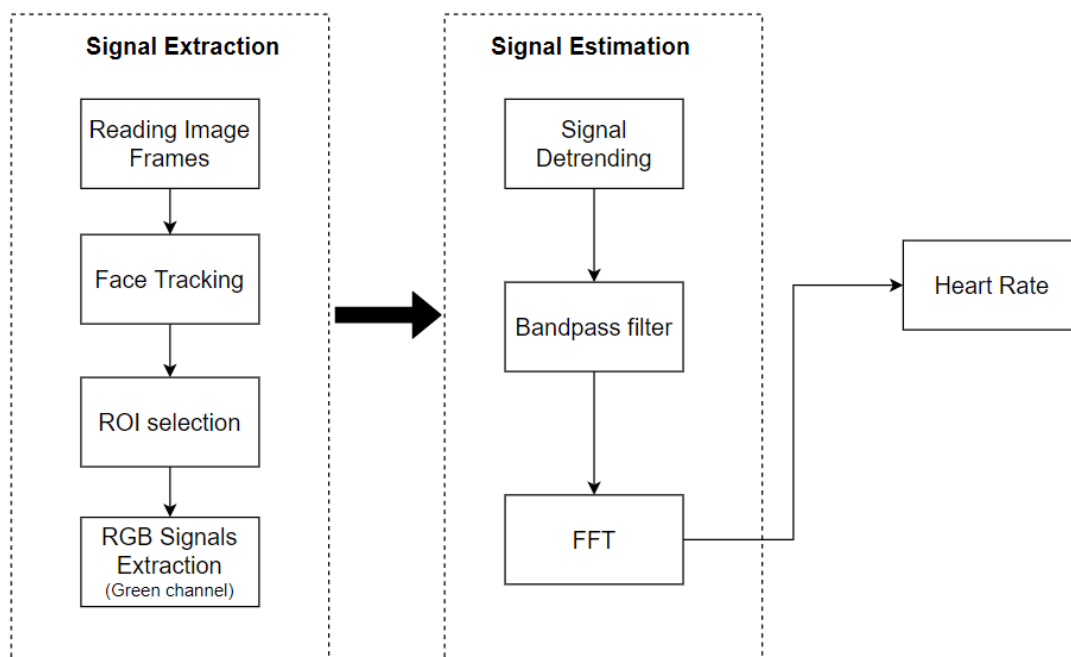 Signal Extraction
Reading Image
Frames
Face Tracking
ROI selection
RGB Signals
Extraction
(Green channel)
Signal Estimation
Signal
Detrending
Bandpass filter
FFT
Heart Rate